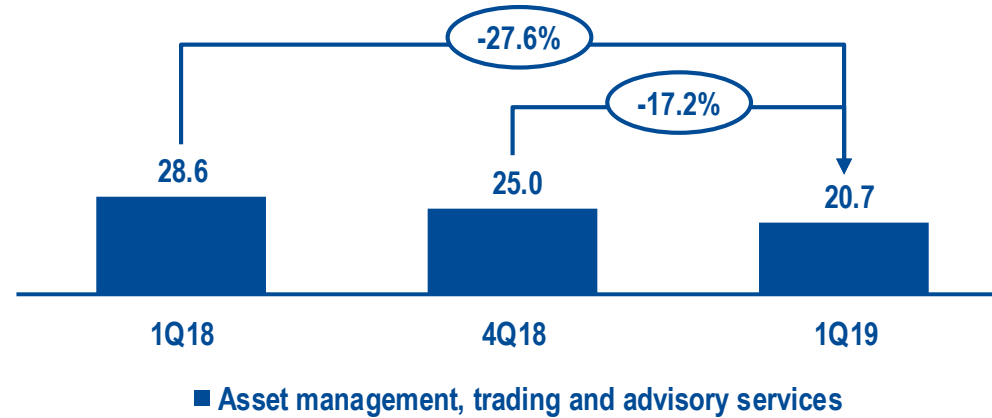 -27.6%
-17.2%
28.6
25.0
20.7
1Q18
4Q18
1Q19
Asset management, trading and advisory services